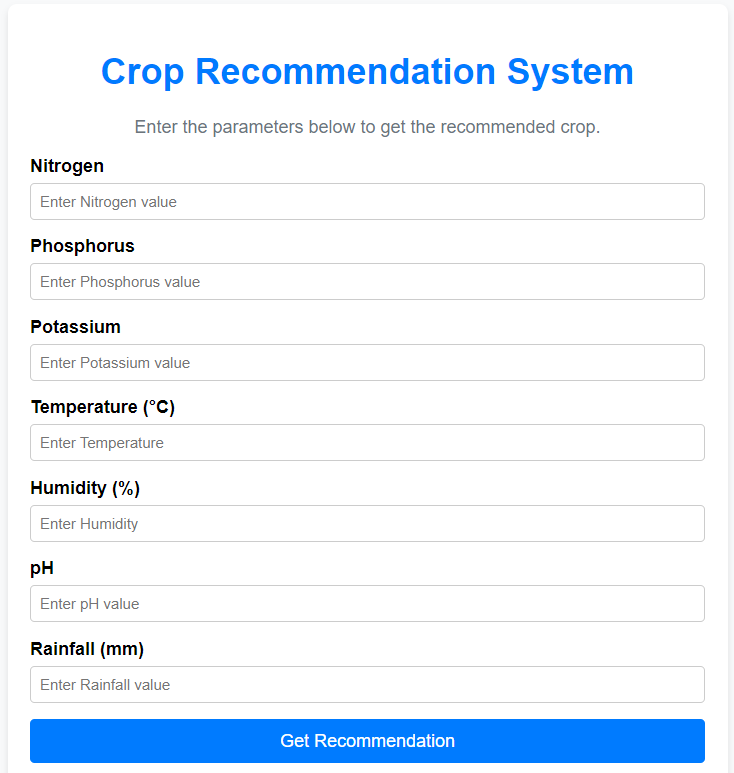 Crop Recommendation System
Enter the parameters below to get the recommended crop.
Nitrogen
Enter Nitrogen value
Phosphorus
Enter Phosphorus value
Potassium
Enter Potassium value
Temperature (°C)
Enter Temperature
Humidity (%)
Enter Humidity
pH
Enter pH value
Rainfall (mm)
Enter Rainfall value
Get Recommendation